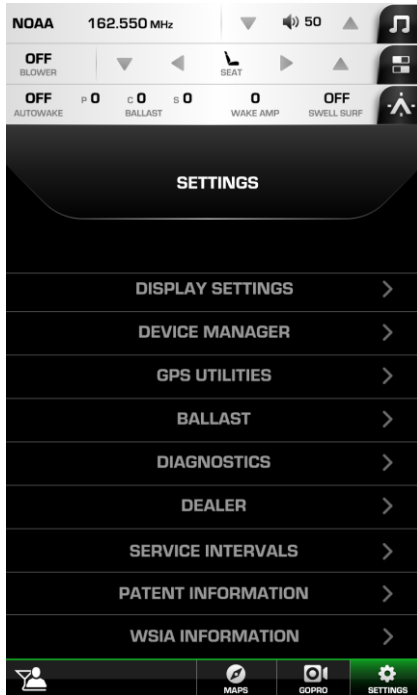 NOAA 162.550 MHz 50
OFF
BLOWER SEAT
OFF P 0 C 0 S 0 0 OFF
AUTOWAKE BALLAST WAKE AMP SWELL SURF
SETTINGS
DISPLAY SETTINGS
DEVICE MANAGER
GPS UTILITIES
BALLAST
DIAGNOSTICS
DEALER
SERVICE INTERVALS
PATENT INFORMATION
WSIA INFORMATION
MAPS GOPRO SETTINGS